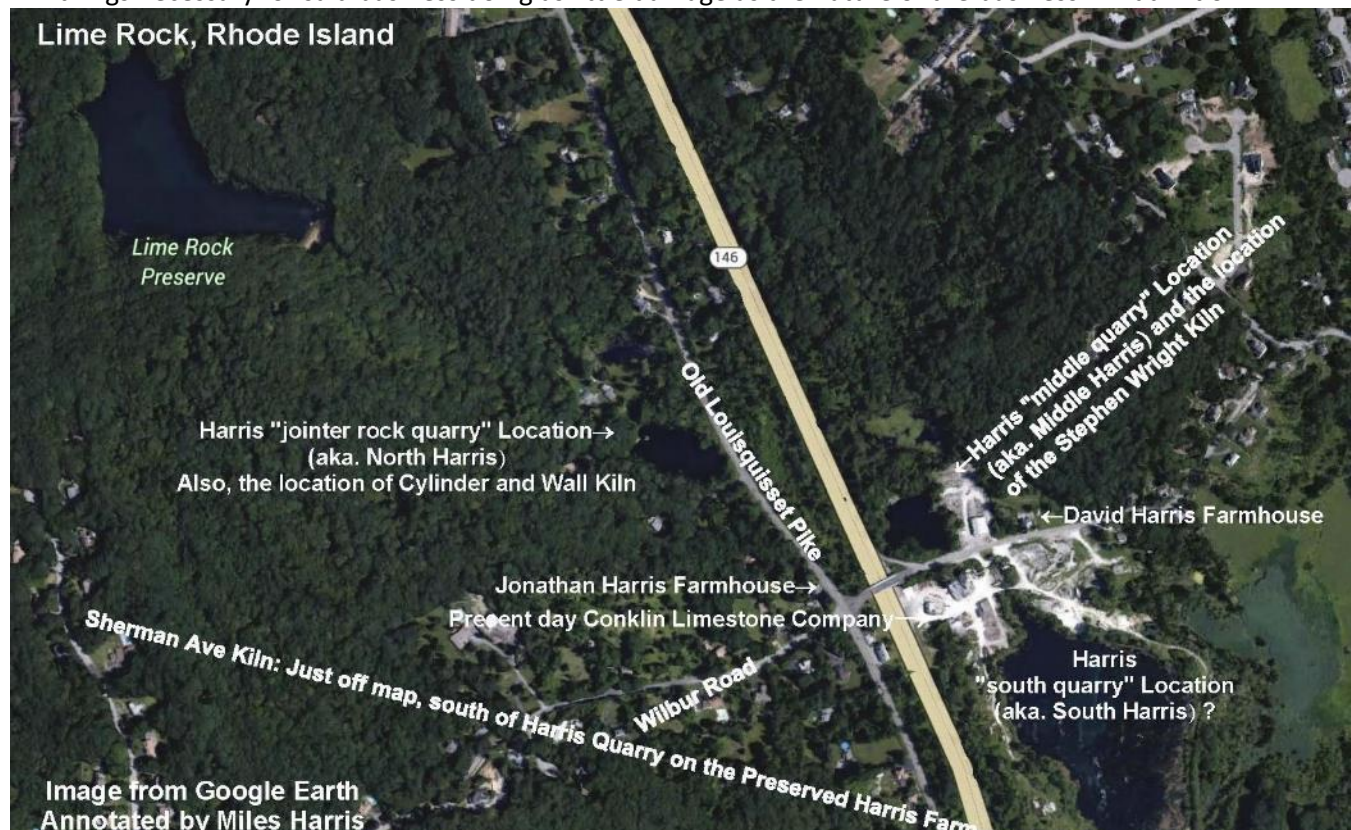 Lime Rock, Rhode Island
Lime Rock
Preserve
146
Old Louisquisset Pike
Harris "middle quarry" Location
(aka. Middle Harris) and the location
of the Stephen Wright Kiln
Harris "jointer rock quarry" Location→
(aka. North Harris)
Also, the location of Cylinder and Wall Kiln
←David Harris Farmhouse
Jonathan Harris Farmhouse→
Present day Conklin Limestone Company→
Sherman Ave Kiln: Just off map, south of Harris Quarry on the Preserved Harris Farm
Wilbur Road
Harris
"south quarry" Location
(aka. South Harris) ?
Image from Google Earth
Annotated by Miles Harris